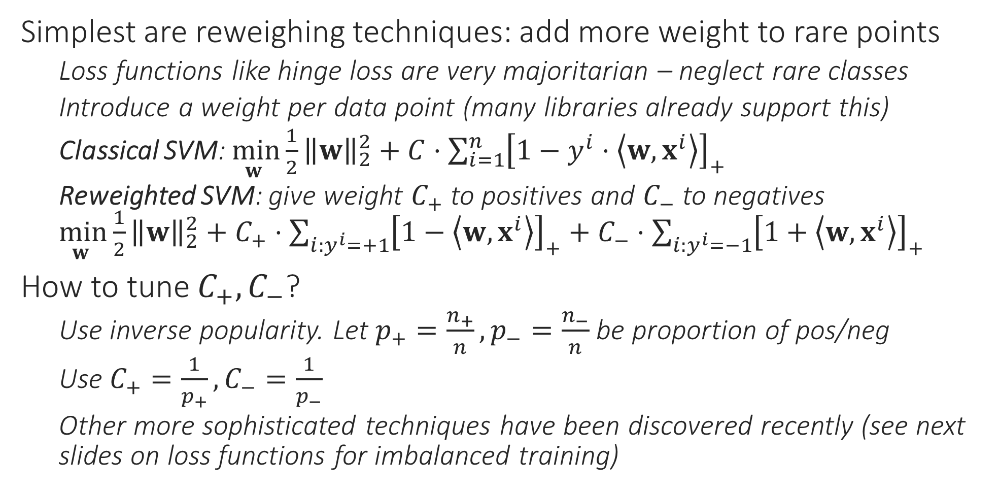 Simplest are reweighing techniques: add more weight to rare points
Loss functions like hinge loss are very majoritarian – neglect rare classes
Introduce a weight per data point (many libraries already support this)
Classical SVM: $\min_{\mathbf{w}} \frac{1}{2} \|\mathbf{w}\|_2^2 + C \cdot \sum_{i=1}^{n} [1 - y^i \cdot \langle \mathbf{w}, \mathbf{x}^i \rangle]_+$
Reweighted SVM: give weight $C_+$ to positives and $C_-$ to negatives
$\min_{\mathbf{w}} \frac{1}{2} \|\mathbf{w}\|_2^2 + C_+ \cdot \sum_{i:y^i=+1} [1 - \langle \mathbf{w}, \mathbf{x}^i \rangle]_+ + C_- \cdot \sum_{i:y^i=-1} [1 + \langle \mathbf{w}, \mathbf{x}^i \rangle]_+$
How to tune $C_+, C_-$?
Use inverse popularity. Let $p_+ = \frac{n_+}{n}, p_- = \frac{n_-}{n}$ be proportion of pos/neg
Use $C_+ = \frac{1}{p_+}, C_- = \frac{1}{p_-}$
Other more sophisticated techniques have been discovered recently (see next
slides on loss functions for imbalanced training)